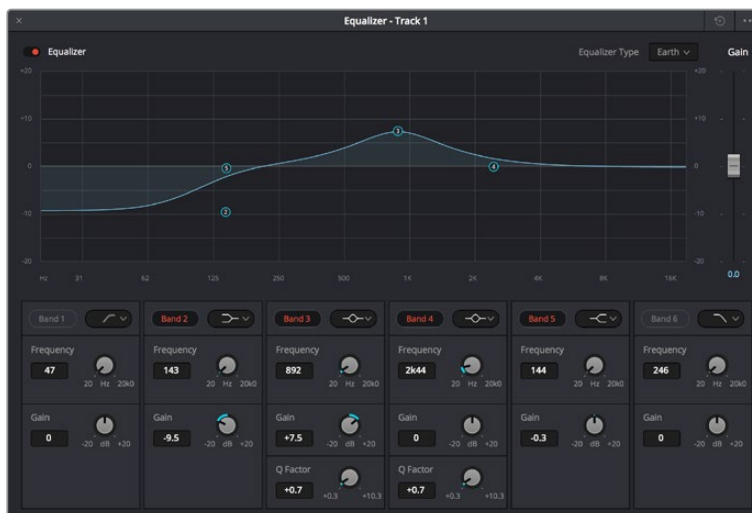 × Equalizer - Track 1
Equalizer Equalizer Type Earth Gain
+20 +20
+10 +10
0 0
-10 -10
-20 -20
5 3 4 2
Hz 31 62 125 250 500 1K 2K 4K 8K 16K
0.0
Band 1 Band 2 Band 3 Band 4 Band 5 Band 6
Frequency Frequency Frequency Frequency Frequency Frequency
47 143 892 2k44 144 246
20 Hz 20k0 20 Hz 20k0 20 Hz 20k0 20 Hz 20k0 20 Hz 20k0 20 Hz 20k0
Gain Gain Gain Gain Gain Gain
0 -9.5 +7.5 0 -0.3 0
-20 dB +20 -20 dB +20 -20 dB +20 -20 dB +20 -20 dB +20 -20 dB +20
Q Factor Q Factor
+0.7 +0.7
+0.3 +10.3 +0.3 +10.3